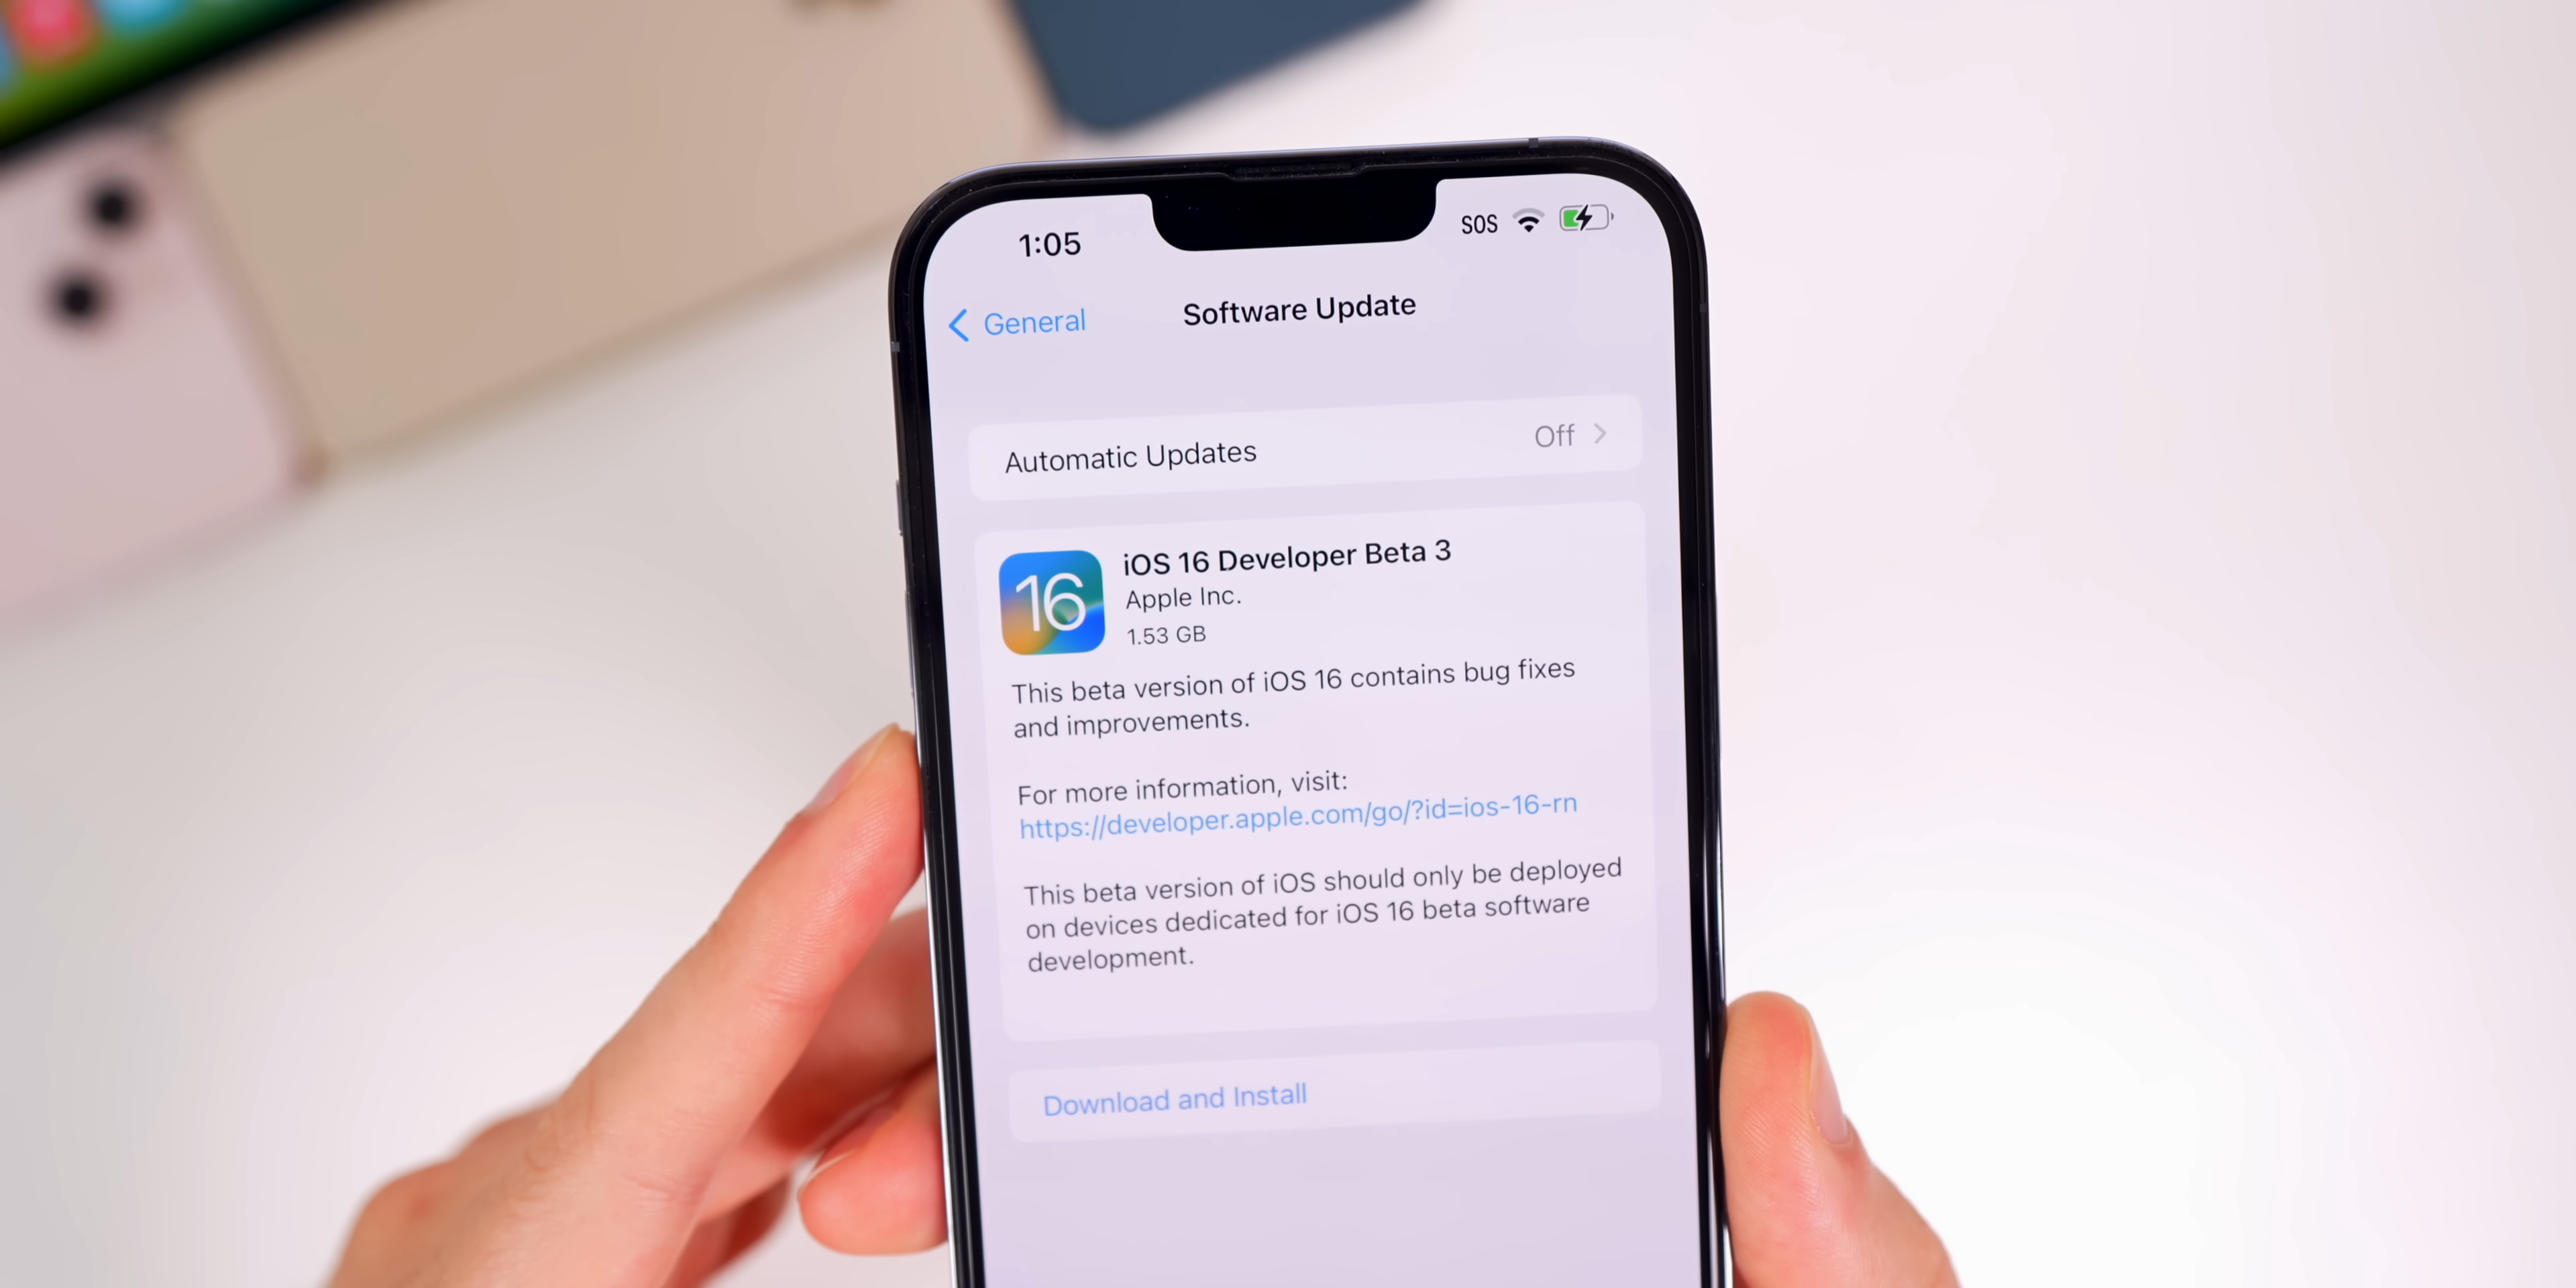 1:05 SOS
General Software Update
Automatic Updates Off
16
iOS 16 Developer Beta 3
Apple Inc.
1.53 GB
This beta version of iOS 16 contains bug fixes
and improvements.
For more information, visit:
https://developer.apple.com/go/?id=ios-16-rn
This beta version of iOS should only be deployed
on devices dedicated for iOS 16 beta software
development.
Download and Install